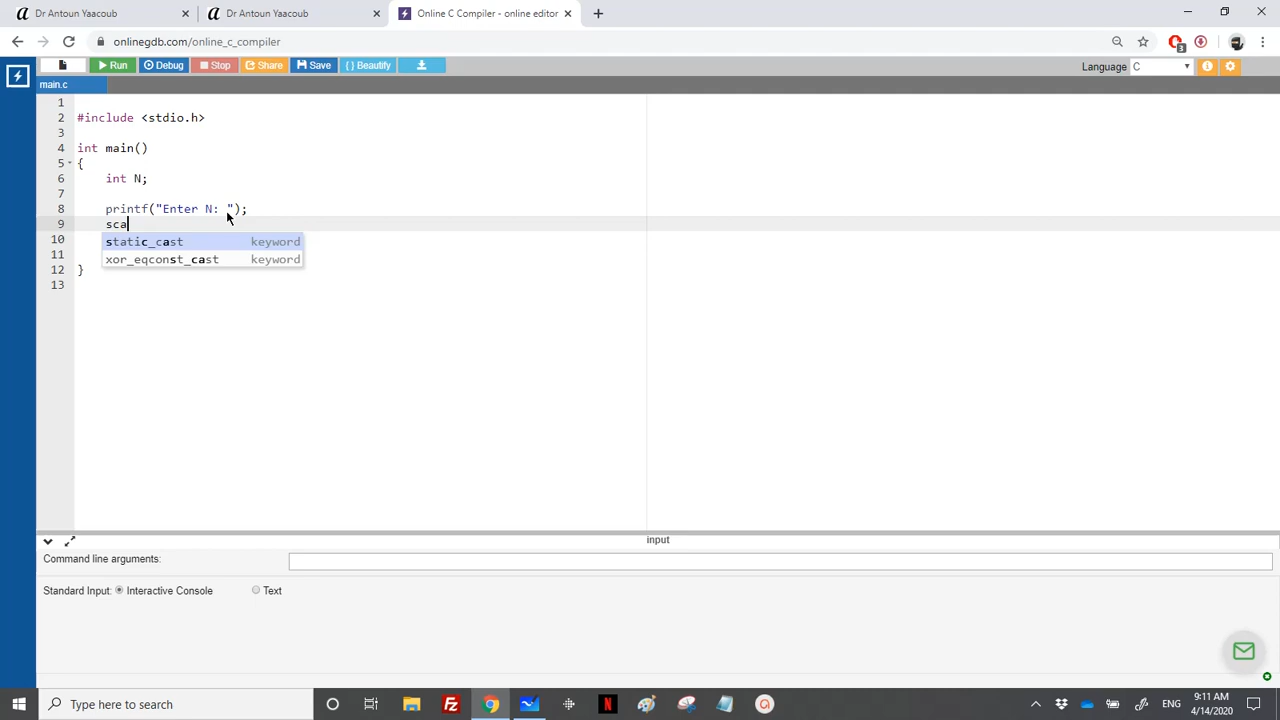 Dr Antoun Yaacoub
Dr Antoun Yaacoub
Online C Compiler - online editor
onlinegdb.com/online_c_compiler
3
Run
Debug
Stop
Share
Save
{ } Beautify
Language
C
main.c
1
2 #include <stdio.h>
3
4 int main()
5 {
6 int N;
7
8 printf("Enter N: ");
9 sca
10 static_cast keyword
11 xor_eqconst_cast keyword
12 }
13
input
Command line arguments:
Standard Input: Interactive Console Text
Type here to search
ENG
9:11 AM
4/14/2020